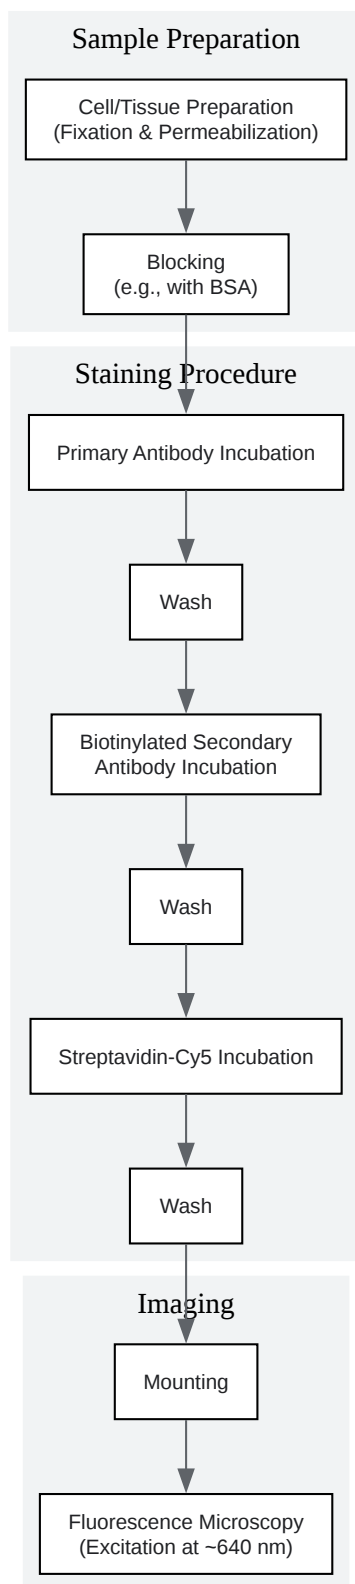 Sample Preparation
Cell/Tissue Preparation
(Fixation & Permeabilization)
Blocking
(e.g., with BSA)
Staining Procedure
Primary Antibody Incubation
Wash
Biotinylated Secondary
Antibody Incubation
Wash
Streptavidin-Cy5 Incubation
Wash
Imaging
Mounting
Fluorescence Microscopy
(Excitation at ~640 nm)